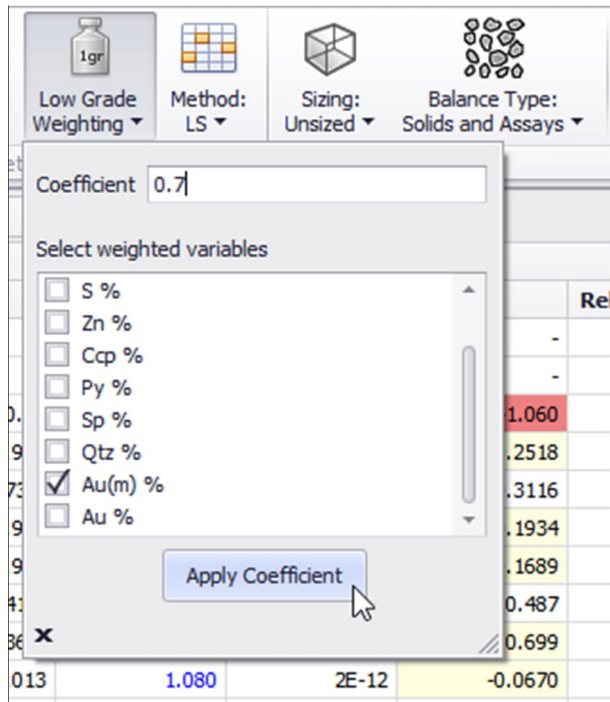 1gr
Low Grade
Weighting
Method:
LS
Sizing:
Unsized
Balance Type:
Solids and Assays
Coefficient 0.7
Select weighted variables
S %
Zn %
Ccp %
Py %
Sp %
Qtz %
Au(m) %
Au %
Apply Coefficient
x
Rel
-
-
1.060
.2518
.3116
.1934
.1689
0.487
0.699
013 1.080 2E-12 -0.0670